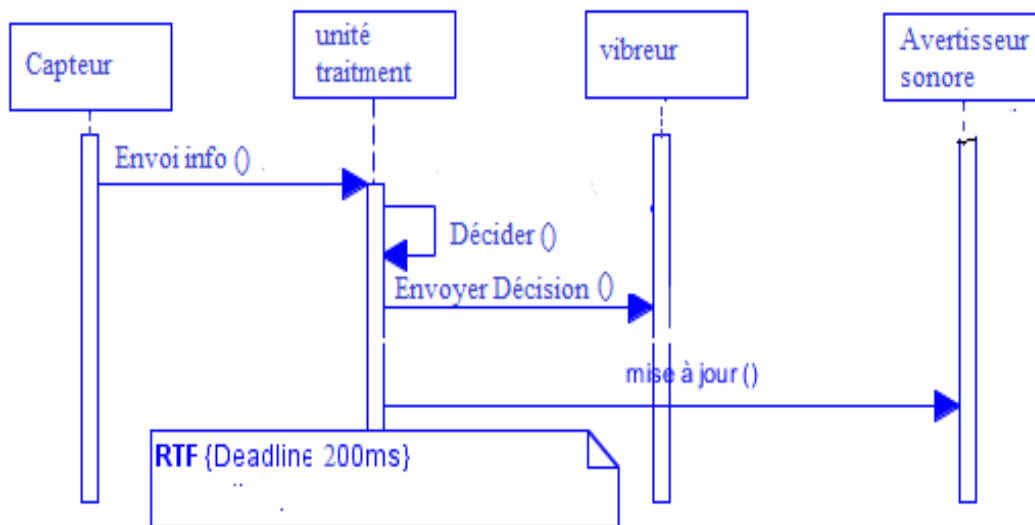 Capteur
unité
traitment
vibreur
Avertisseur
sonore
Envoi info ()
Décider ()
Envoyer Décision ()
mise à jour ()
RTF {Deadline 200ms}